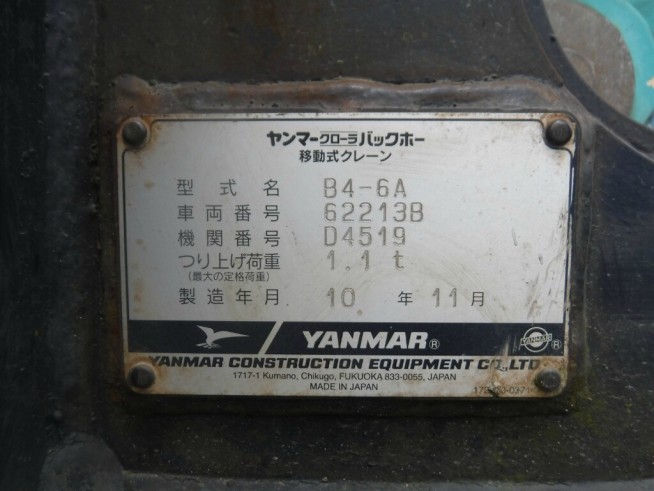 ヤンマークローラバックホー
移動式クレーン
型式名 B4-6A
車両番号 62213B
機関番号 D4519
つり上げ荷重 1.1t
(最大の定格荷重)
製造年月 10 年 11 月
YANMAR ®
®
YANMAR CONSTRUCTION EQUIPMENT CO.,LTD
1717-1 Kumano, Chikugo, FUKUOKA 833-0055, JAPAN
MADE IN JAPAN